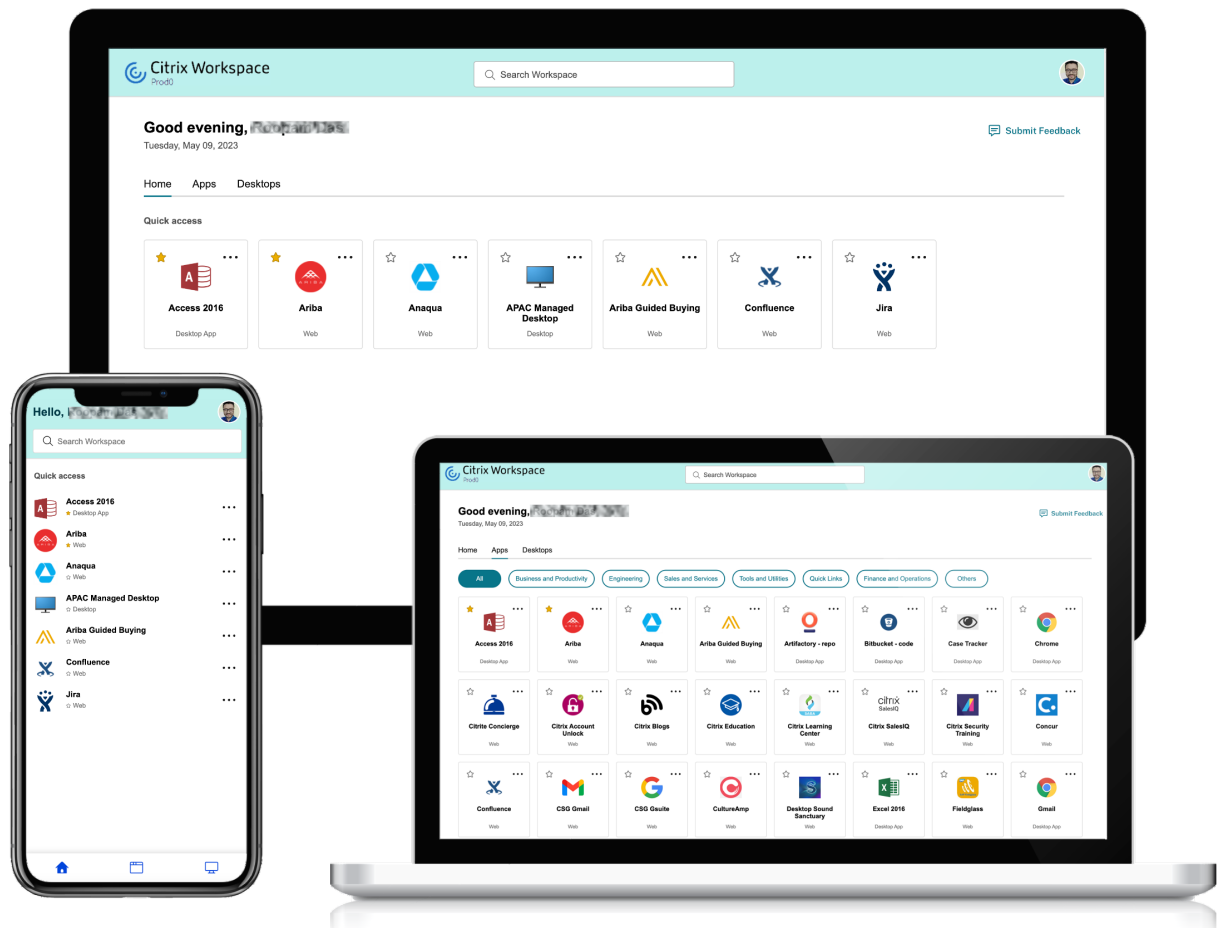 Citrix Workspace
Prod0
Search Workspace
Good evening,
Tuesday, May 09, 2023
Submit Feedback
Home Apps Desktops
Quick access
Access 2016
Desktop App
Ariba
Web
Anaqua
Web
APAC Managed
Desktop
Desktop
Ariba Guided Buying
Web
Confluence
Web
Jira
Web
Hello,
Search Workspace
Quick access
Access 2016
Desktop App
Ariba
Web
Anaqua
Web
APAC Managed Desktop
Desktop
Ariba Guided Buying
Web
Confluence
Web
Jira
Web
Citrix Workspace
Prod0
Search Workspace
Good evening,
Tuesday, May 09, 2023
Submit Feedback
Home Apps Desktops
All Business and Productivity Engineering Sales and Services Tools and Utilities Quick Links Finance and Operations Others
Access 2016
Desktop App
Ariba
Web
Anaqua
Web
Ariba Guided Buying
Web
Artifactory - repo
Desktop App
Bitbucket - code
Desktop App
Case Tracker
Desktop App
Chrome
Desktop App
Citrite Concierge
Web
Citrix Account
Unlock
Web
Citrix Blogs
Web
Citrix Education
Web
Citrix Learning
Center
Web
citrix
SalesIQ
Citrix SalesIQ
Web
Citrix Security
Training
Web
Concur
Web
Confluence
Web
CSG Gmail
Web
CSG Gsuite
Web
CultureAmp
Web
Desktop Sound
Sanctuary
Web
Excel 2016
Desktop App
Fieldglass
Web
Gmail
Desktop App